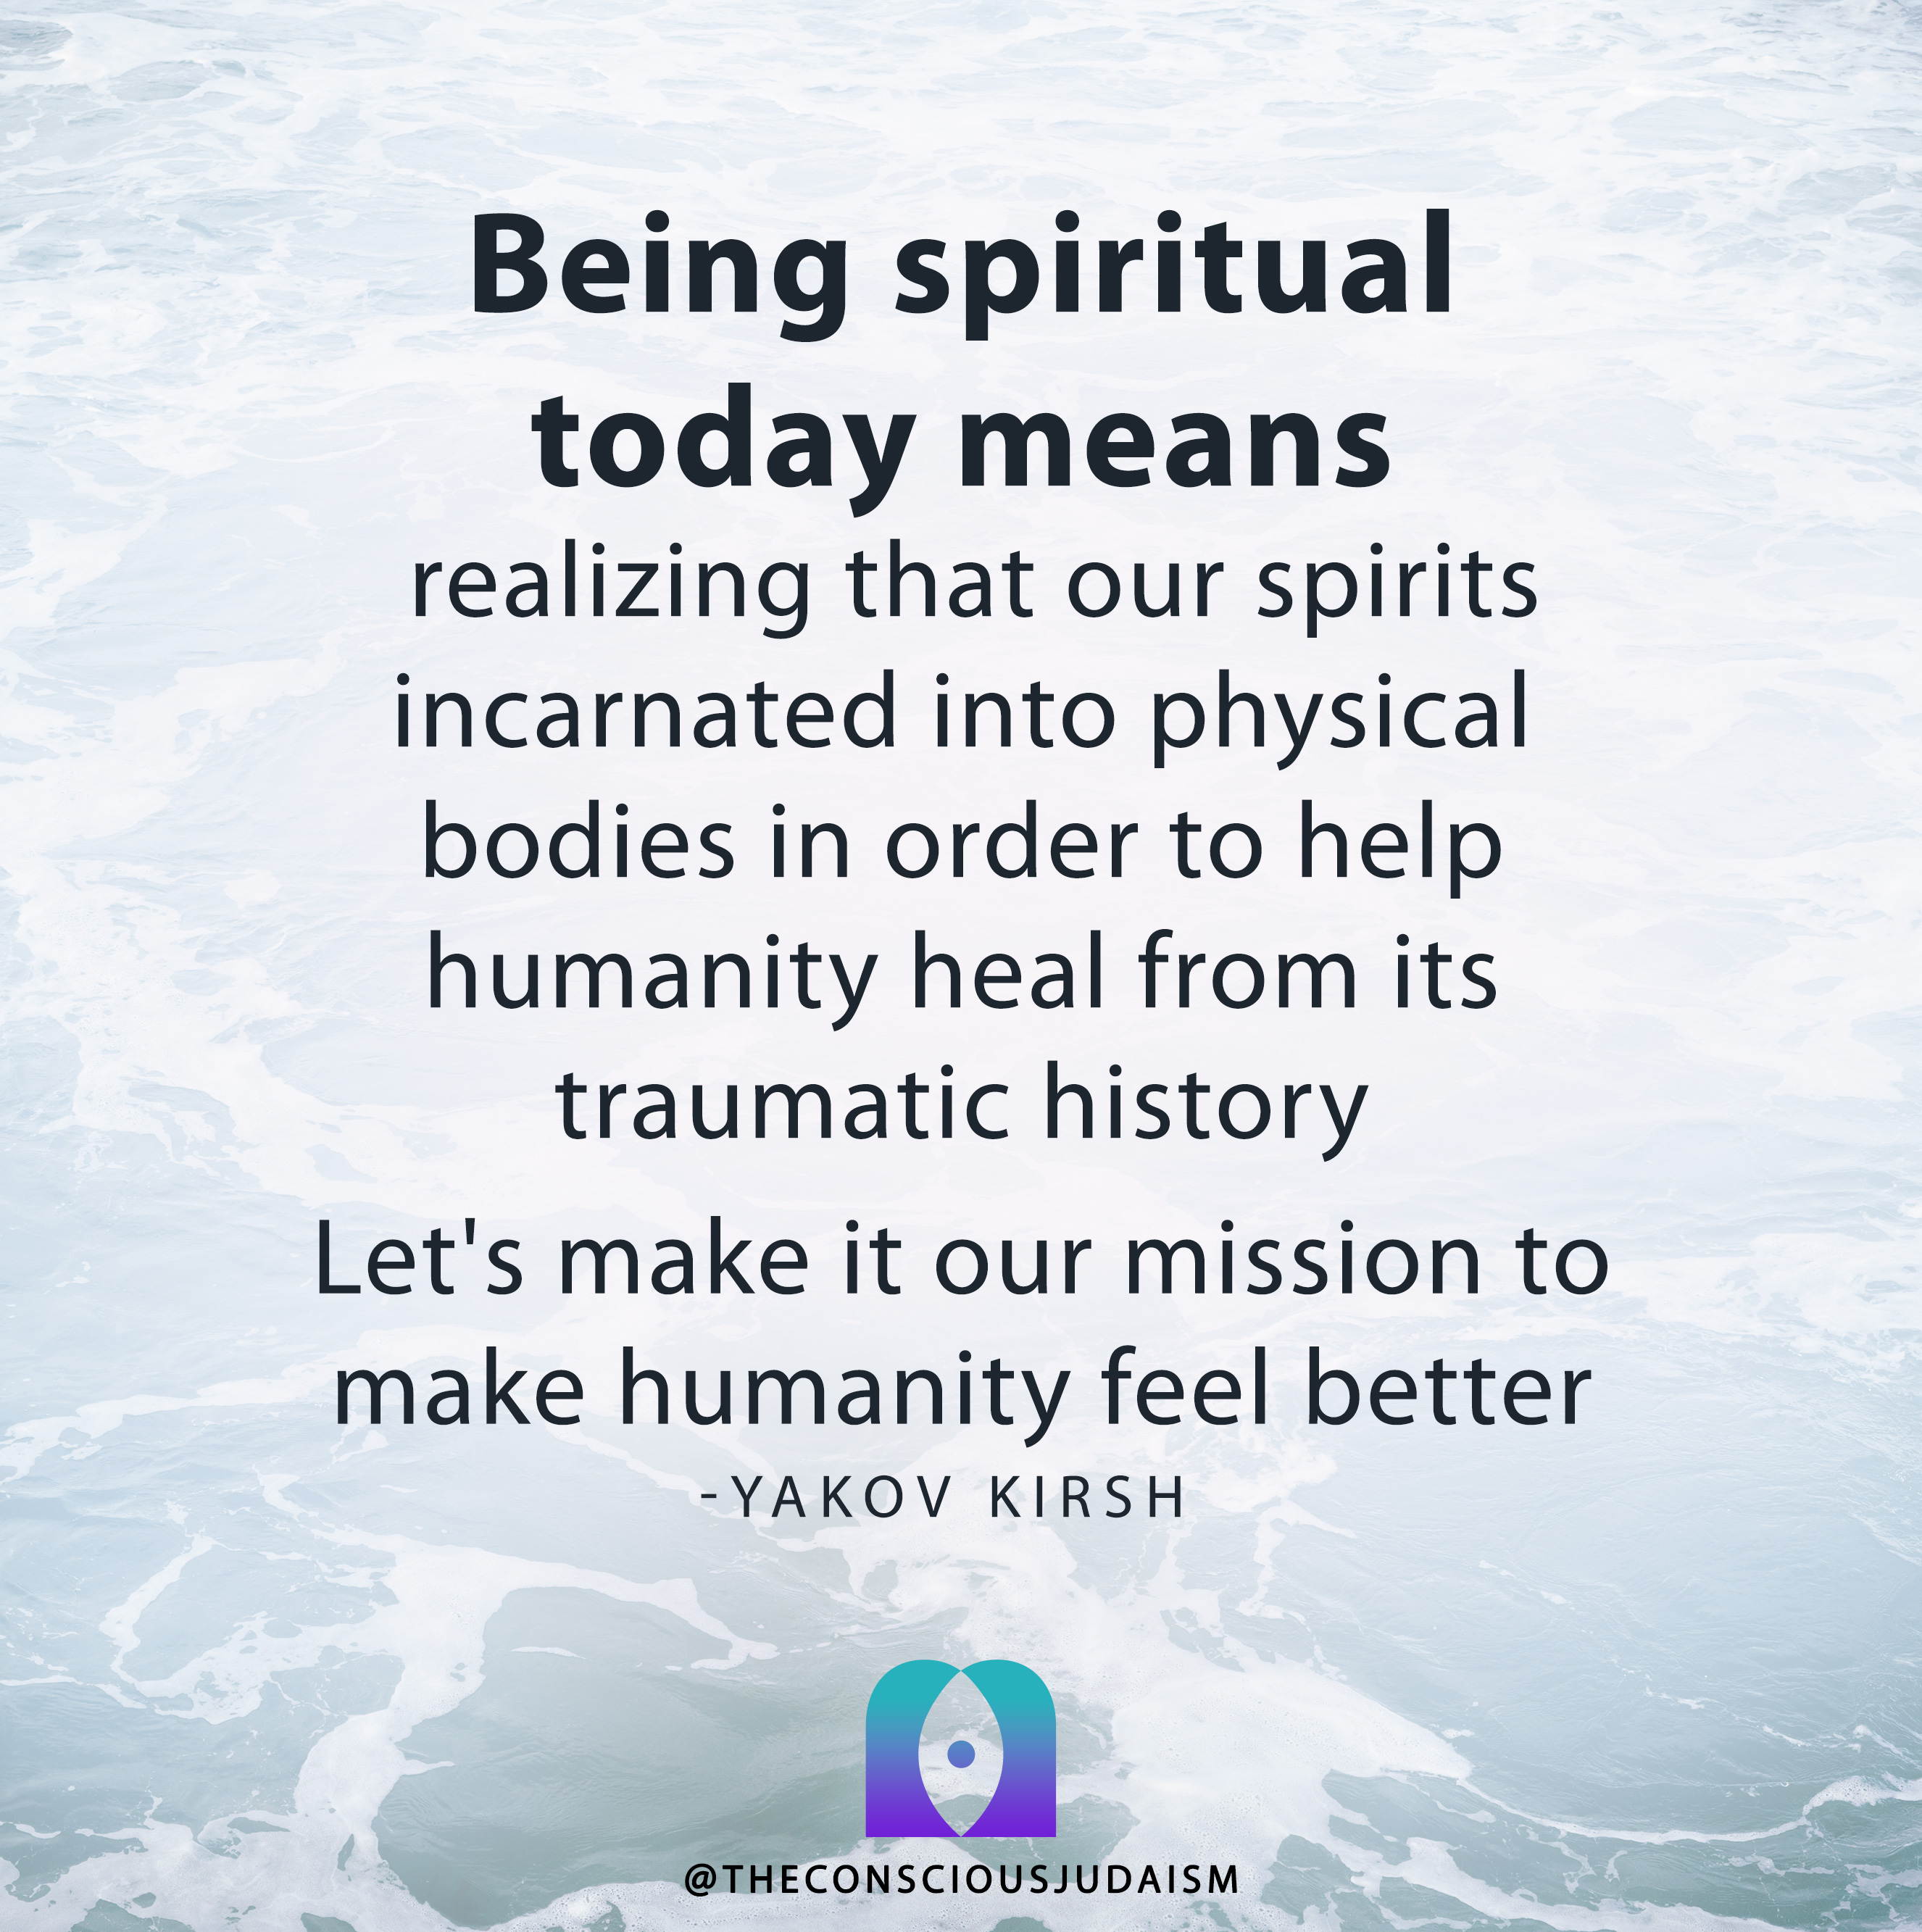 Being spiritual
today means
realizing that our spirits
incarnated into physical
bodies in order to help
humanity heal from its
traumatic history
Let's make it our mission to
make humanity feel better
-YAKOV KIRSH
@THECONSCIOUSJUDAISM